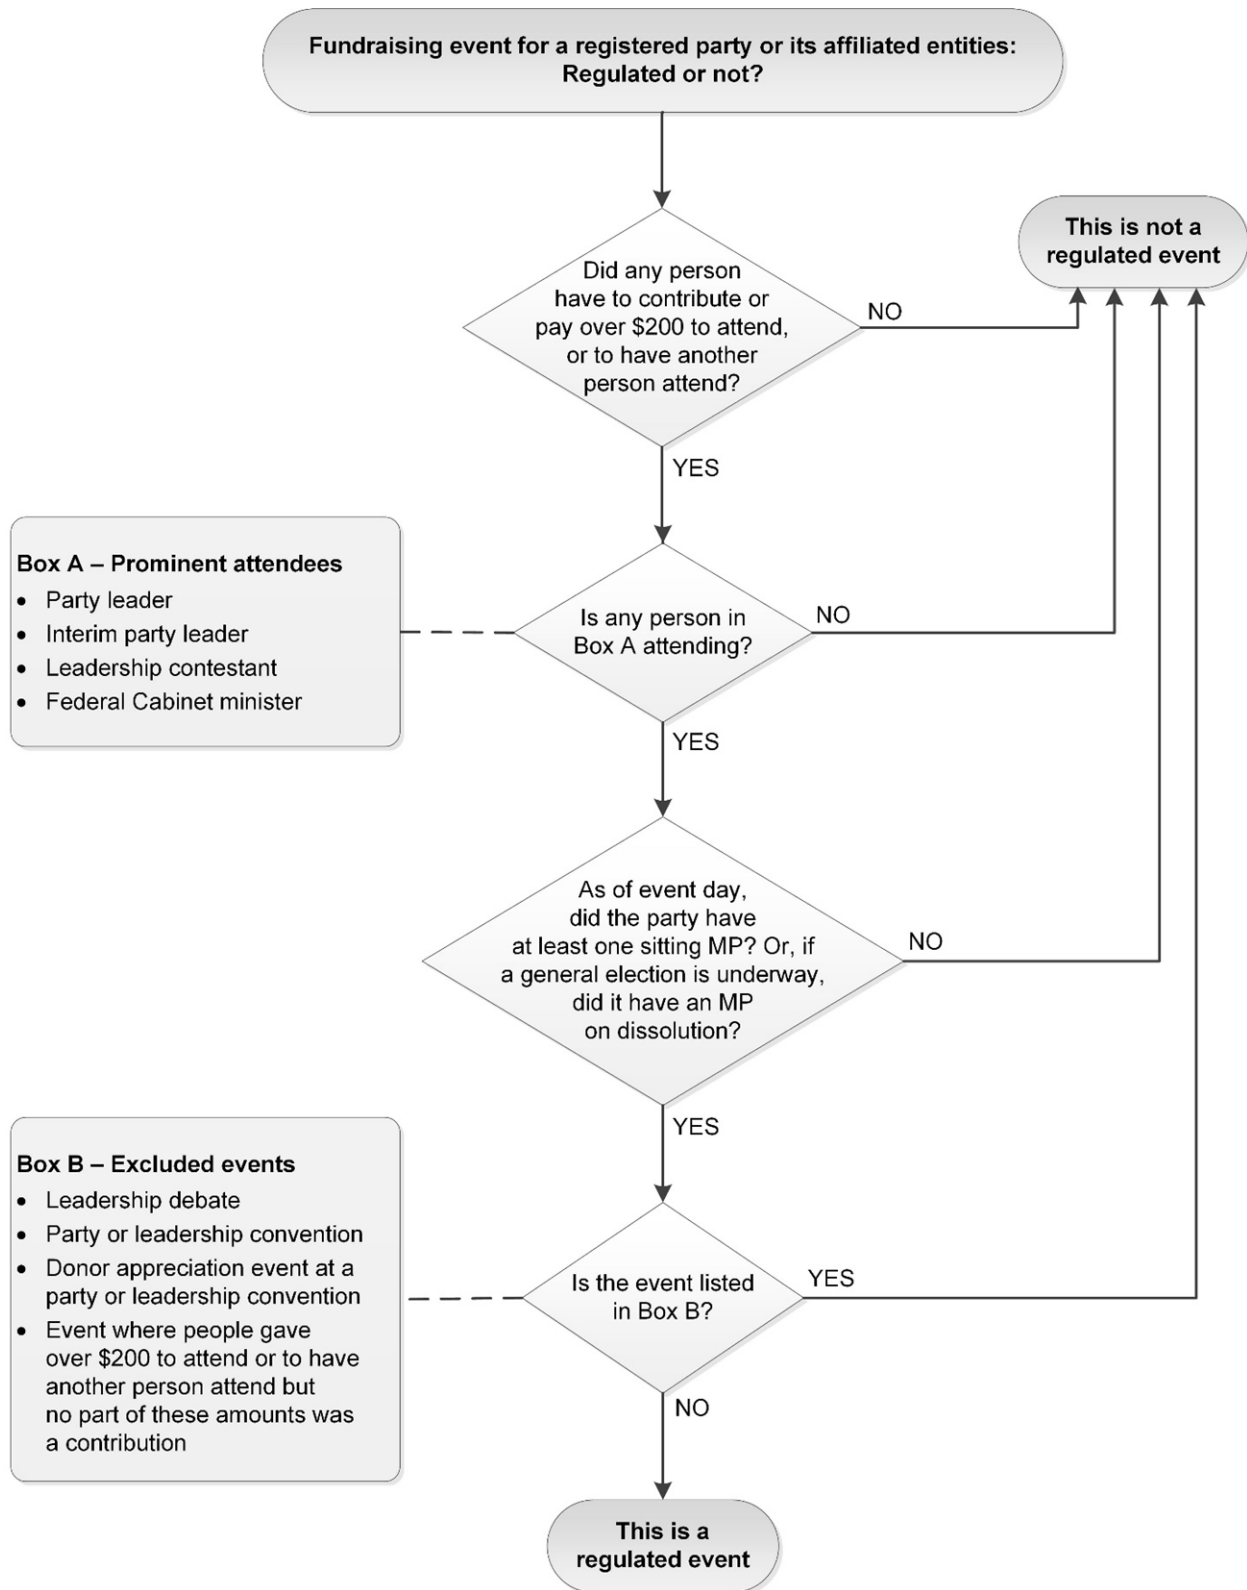 Fundraising event for a registered party or its affiliated entities:
Regulated or not?
This is not a
regulated event
Did any person
have to contribute or
pay over $200 to attend,
or to have another
person attend?
NO
YES
Box A – Prominent attendees
• Party leader
• Interim party leader
• Leadership contestant
• Federal Cabinet minister
Is any person in
Box A attending?
NO
YES
As of event day,
did the party have
at least one sitting MP? Or, if
a general election is underway,
did it have an MP
on dissolution?
NO
YES
Box B – Excluded events
• Leadership debate
• Party or leadership convention
• Donor appreciation event at a
party or leadership convention
• Event where people gave
over $200 to attend or to have
another person attend but
no part of these amounts was
a contribution
Is the event listed
in Box B?
YES
NO
This is a
regulated event